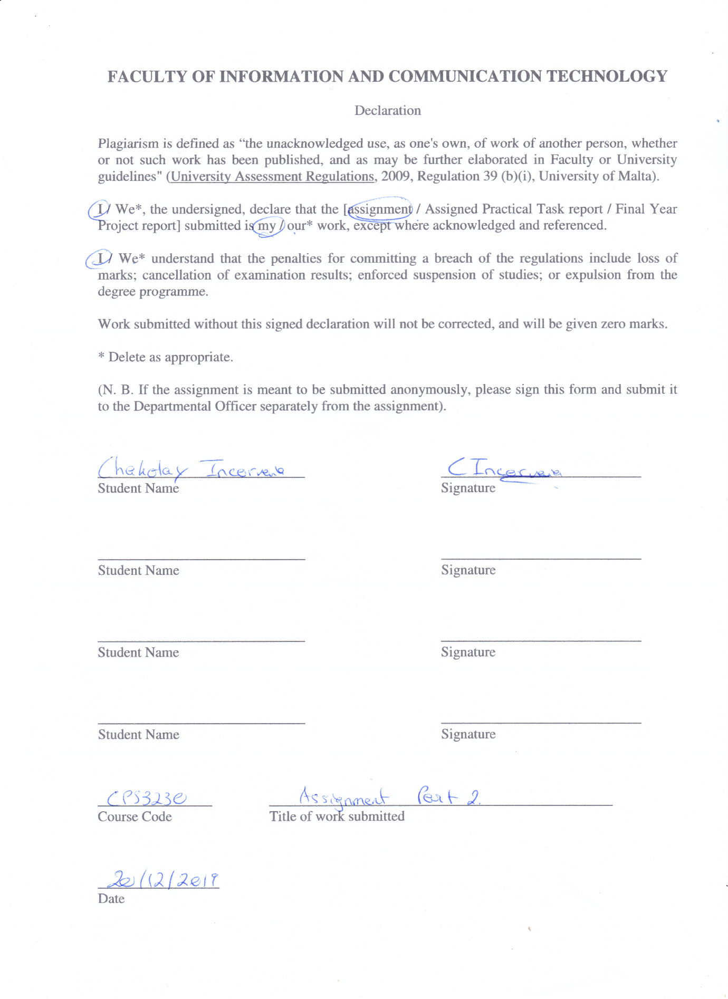 FACULTY OF INFORMATION AND COMMUNICATION TECHNOLOGY
Declaration
Plagiarism is defined as “the unacknowledged use, as one's own, of work of another person, whether
or not such work has been published, and as may be further elaborated in Faculty or University
guidelines" (University Assessment Regulations, 2009, Regulation 39 (b)(i), University of Malta).
I / We*, the undersigned, declare that the [assignment / Assigned Practical Task report / Final Year
Project report] submitted is my / our* work, except where acknowledged and referenced.
I / We* understand that the penalties for committing a breach of the regulations include loss of
marks; cancellation of examination results; enforced suspension of studies; or expulsion from the
degree programme.
Work submitted without this signed declaration will not be corrected, and will be given zero marks.
* Delete as appropriate.
(N. B. If the assignment is meant to be submitted anonymously, please sign this form and submit it
to the Departmental Officer separately from the assignment).
Chakolay Incorvaia CIncorvaia
Student Name Signature
Student Name Signature
Student Name Signature
Student Name Signature
CPS3230 Assignment Part 2.
Course Code Title of work submitted
20/12/2019
Date